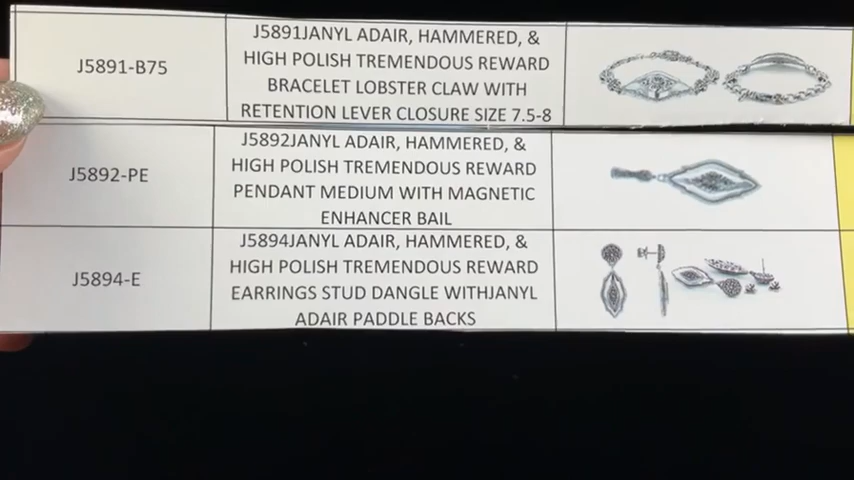 J5891-B75
J5891JANYL ADAIR, HAMMERED, &
HIGH POLISH TREMENDOUS REWARD
BRACELET LOBSTER CLAW WITH
RETENTION LEVER CLOSURE SIZE 7.5-8
J5892-PE
J5892JANYL ADAIR, HAMMERED, &
HIGH POLISH TREMENDOUS REWARD
PENDANT MEDIUM WITH MAGNETIC
ENHANCER BAIL
J5894-E
J5894JANYL ADAIR, HAMMERED, &
HIGH POLISH TREMENDOUS REWARD
EARRINGS STUD DANGLE WITHJANYL
ADAIR PADDLE BACKS